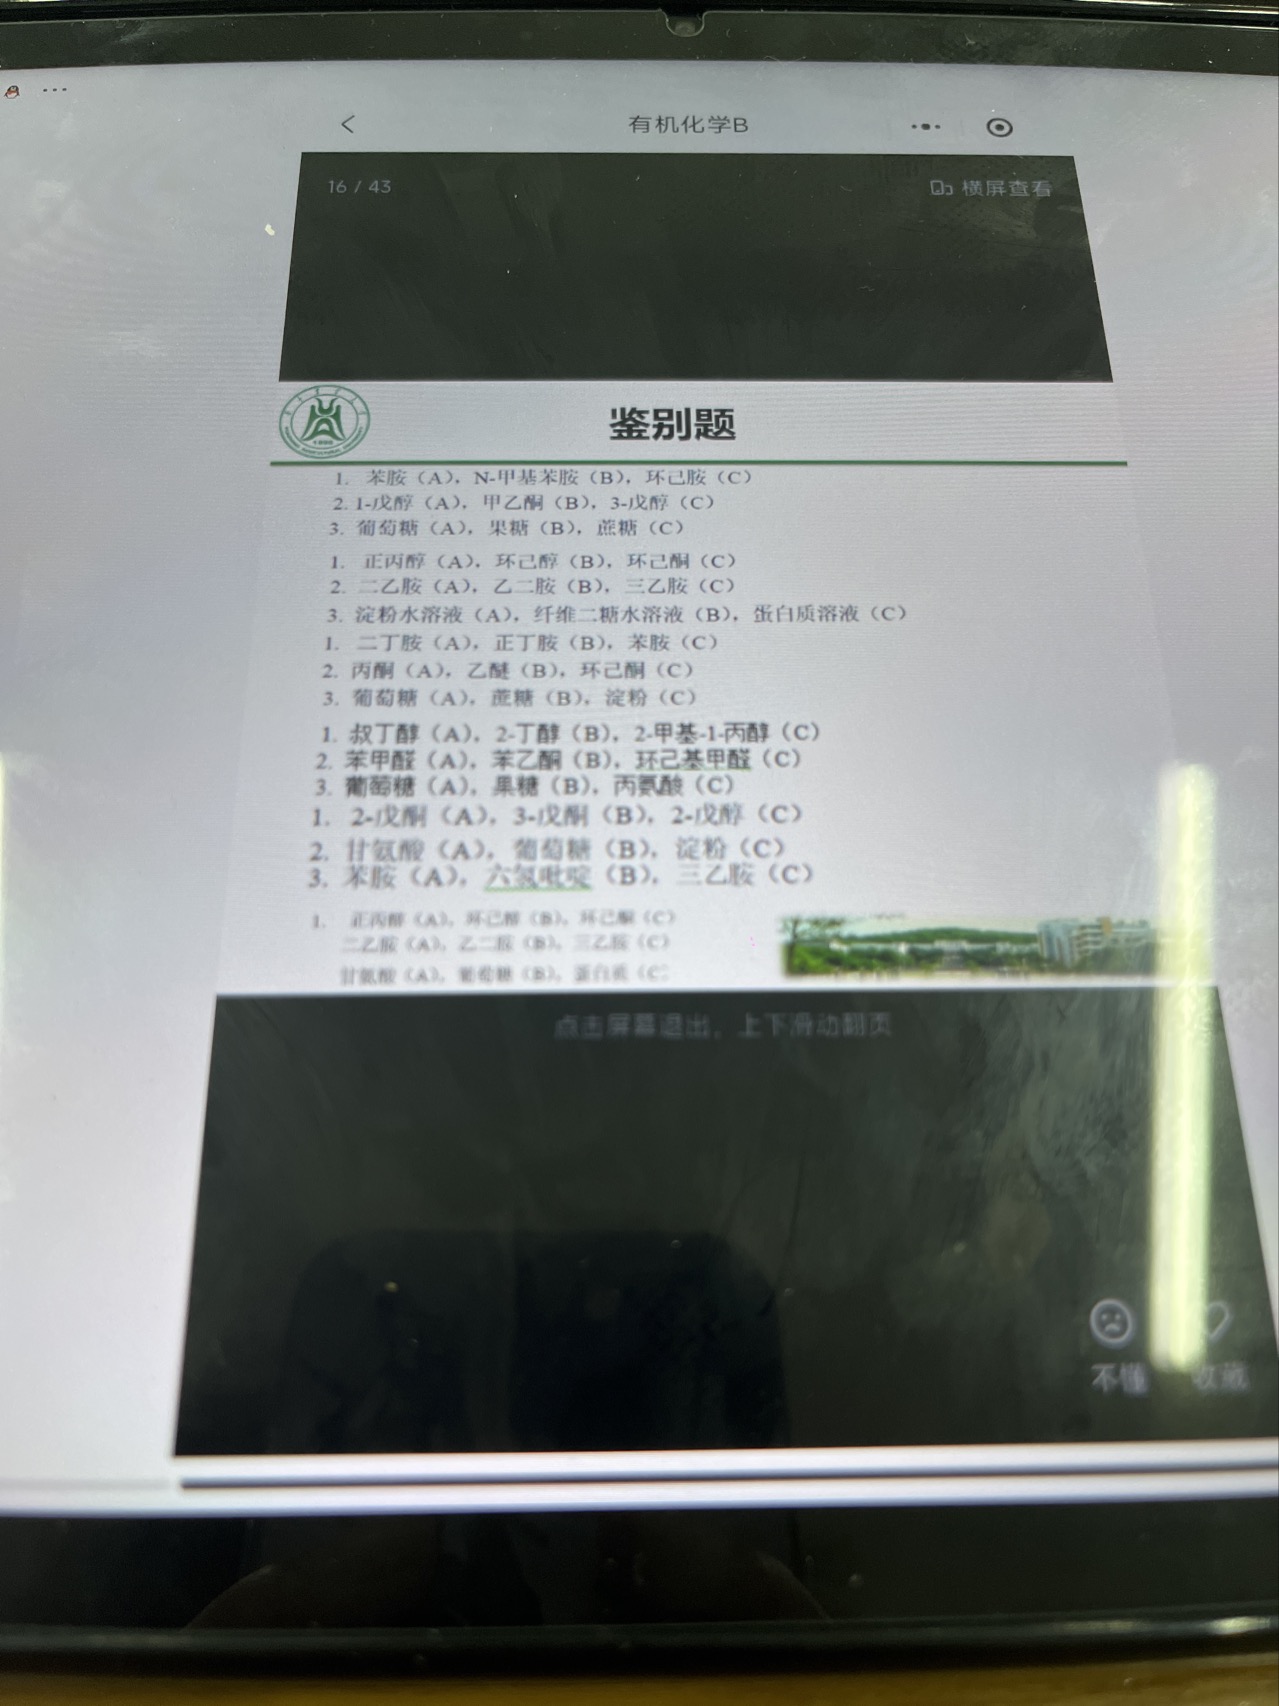 有机化学B
16 / 43
横屏查看
鉴别题
1. 苯胺（A），N-甲基苯胺（B），环己胺（C）
2. 1-戊醇（A），甲乙酮（B），3-戊醇（C）
3. 葡萄糖（A），果糖（B），蔗糖（C）
1. 正丙醇（A），环己醇（B），环己酮（C）
2. 二乙胺（A），乙二胺（B），三乙胺（C）
3. 淀粉水溶液（A），纤维二糖水溶液（B），蛋白质溶液（C）
1. 二丁胺（A），正丁胺（B），苯胺（C）
2. 丙酮（A），乙醚（B），环己酮（C）
3. 葡萄糖（A），蔗糖（B），淀粉（C）
1. 叔丁醇（A），2-丁醇（B），2-甲基-1-丙醇（C）
2. 苯甲醛（A），苯乙酮（B），环己基甲醛（C）
3. 葡萄糖（A），果糖（B），丙氨酸（C）
1. 2-戊酮（A），3-戊酮（B），2-戊醇（C）
2. 甘氨酸（A），葡萄糖（B），淀粉（C）
3. 苯胺（A），六氢吡啶（B），三乙胺（C）
1. 正丙醇（A），环己醇（B），环己酮（C）
二乙胺（A），乙二胺（B），三乙胺（C）
甘氨酸（A），葡萄糖（B），蛋白质（C）
点击屏幕退出，上下滑动翻页
不懂
收藏